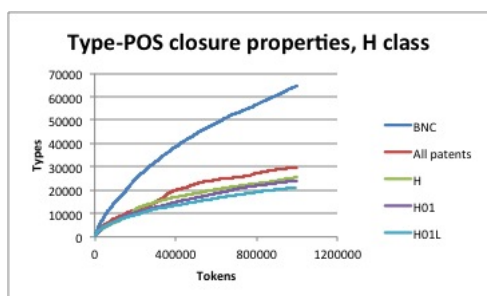 Type-POS closure properties, H class
70000
60000
50000
40000
30000
20000
10000
0
Types
0 400000 800000 1200000
Tokens
BNC
All patents
H
H01
H01L